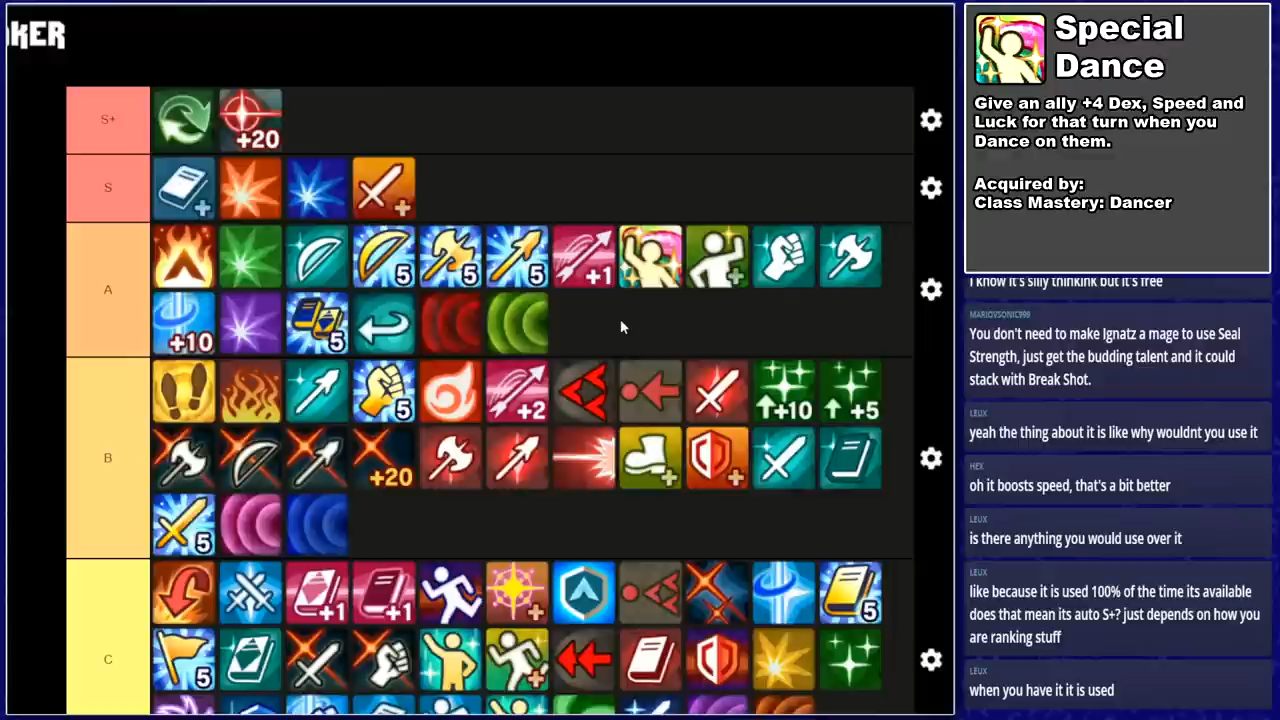 KER
S+
+20
S
+
+
A
5
5
5
+1
+
+10
5
B
5
+2
+10
+5
+20
+
+
5
C
+1
+1
+
5
5
+
Special
Dance
Give an ally +4 Dex, Speed and
Luck for that turn when you
Dance on them.
Acquired by:
Class Mastery: Dancer
I know it's silly thinkink but it's free
MARIOVSONIC999
You don't need to make Ignatz a mage to use Seal
Strength, just get the budding talent and it could
stack with Break Shot.
LEUX
yeah the thing about it is like why wouldnt you use it
HEX
oh it boosts speed, that's a bit better
LEUX
is there anything you would use over it
LEUX
like because it is used 100% of the time its available
does that mean its auto S+? just depends on how you
are ranking stuff
LEUX
when you have it it is used